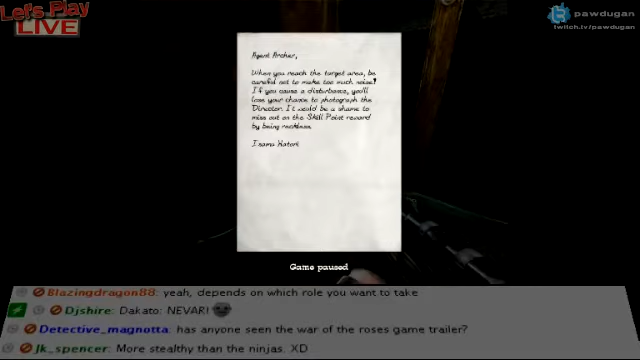 Let's Play
LIVE
pawdugan
twitch.tv/pawdugan
Agent Archer,
When you reach the target area, be
careful not to make too much noise!
If you cause a disturbance, you'll
lose your chance to photograph the
Director. It would be a shame to
miss out on the Skill Point reward
by being reckless.
Isamu Hatori
Game paused
Blazingdragon88: yeah, depends on which role you want to take
Djshire: Dakato: NEVAR!
Detective_magnotta: has anyone seen the war of the roses game trailer?
Jk_spencer: More stealthy than the ninjas. XD